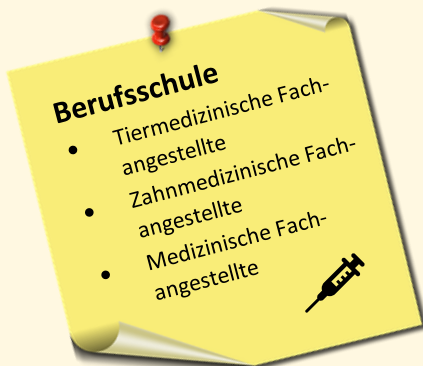 Berufsschule
• Tiermedizinische Fach-
angestellte
• Zahnmedizinische Fach-
angestellte
• Medizinische Fach-
angestellte